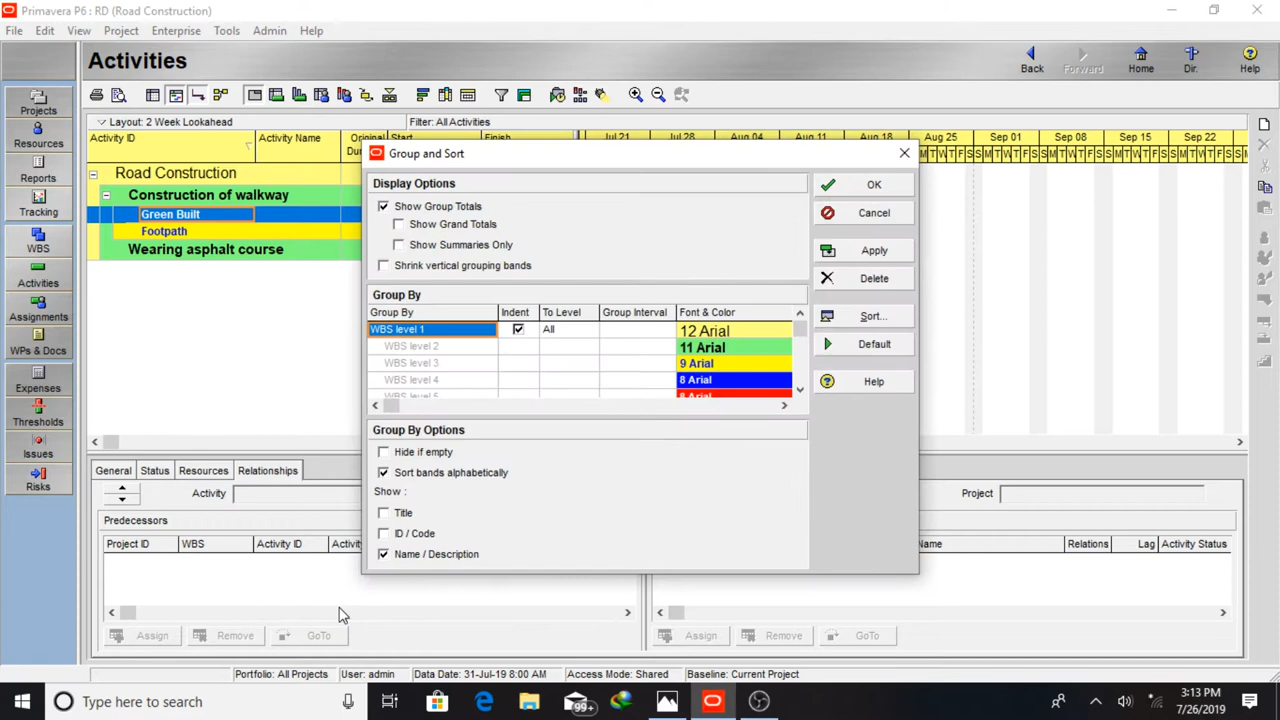 Primavera P6 : RD (Road Construction)
File Edit View Project Enterprise Tools Admin Help
Activities
Back Forward Home Dir. Help
Layout: 2 Week Lookahead Filter: All Activities
Activity ID Activity Name Original Start Finish
Jul 21 Jul 28 Aug 04 Aug 11 Aug 18 Aug 25 Sep 01 Sep 08 Sep 15 Sep 22
Road Construction
Construction of walkway
Green Built
Footpath
Wearing asphalt course
Projects
Resources
Reports
Tracking
WBS
Activities
Assignments
WPs & Docs
Expenses
Thresholds
Issues
Risks
Group and Sort
Display Options
Show Group Totals
Show Grand Totals
Show Summaries Only
Shrink vertical grouping bands
Group By
Group By Indent To Level Group Interval Font & Color
WBS level 1 All 12 Arial
WBS level 2 11 Arial
WBS level 3 9 Arial
WBS level 4 8 Arial
WBS level 5 8 Arial
Group By Options
Hide if empty
Sort bands alphabetically
Show :
Title
ID / Code
Name / Description
OK
Cancel
Apply
Delete
Sort...
Default
Help
General Status Resources Relationships
Activity Project
Predecessors
Project ID WBS Activity ID
Name Relations Lag Activity Status
Assign Remove GoTo Assign Remove GoTo
Portfolio: All Projects User: admin Data Date: 31-Jul-19 8:00 AM Access Mode: Shared Baseline: Current Project
Type here to search
99+
3:13 PM
7/26/2019